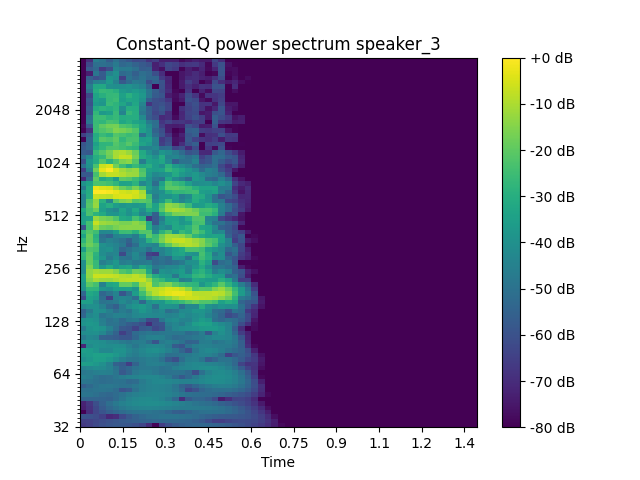 Constant-Q power spectrum speaker_3
Hz
2048
1024
512
256
128
64
32
0 0.15 0.3 0.45 0.6 0.75 0.9 1.1 1.2 1.4
Time
+0 dB
-10 dB
-20 dB
-30 dB
-40 dB
-50 dB
-60 dB
-70 dB
-80 dB